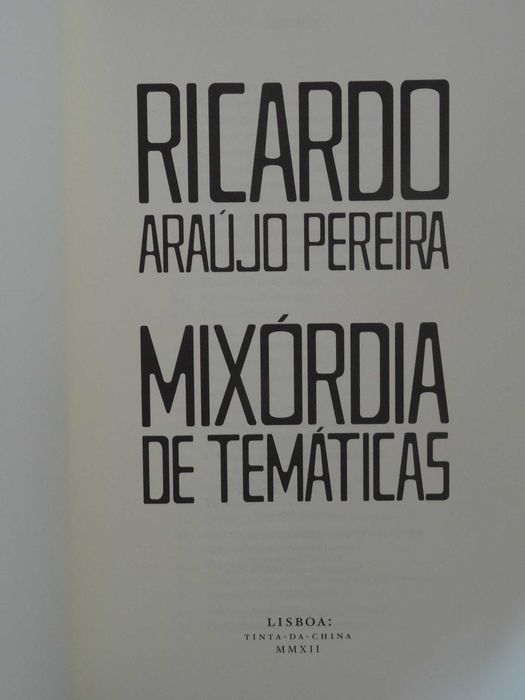 RICARDO
ARAÚJO PEREIRA
MIXÓRDIA
DE TEMÁTICAS
LISBOA:
TINTA-DA-CHINA
MMXII